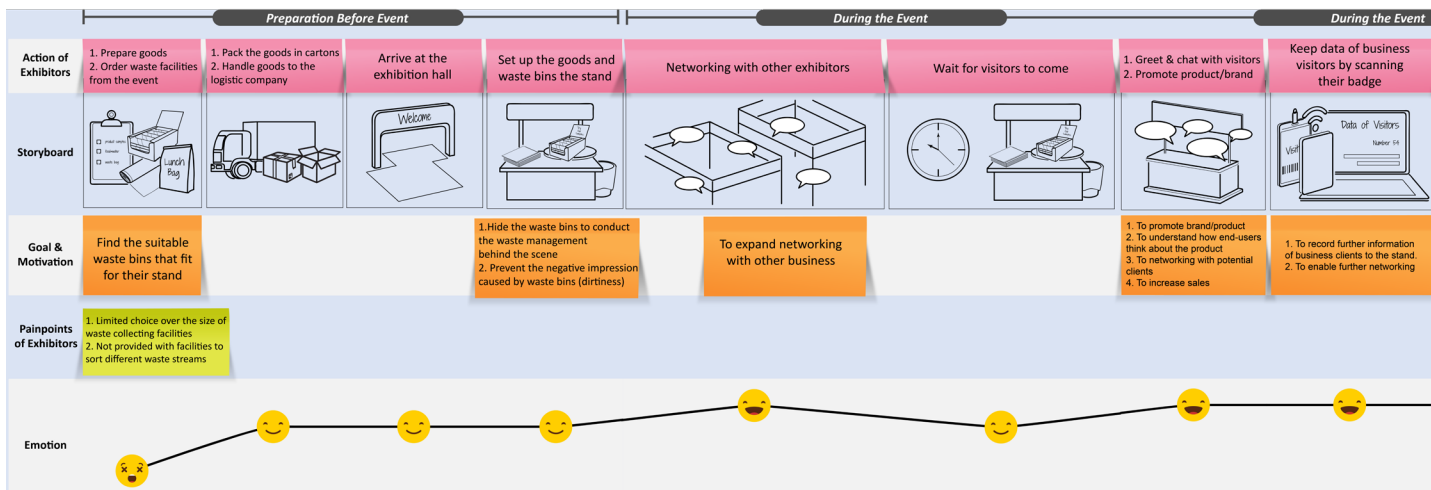 Preparation Before Event
During the Event
During the Event
Action of
Exhibitors
1. Prepare goods
2. Order waste facilities
from the event
1. Pack the goods in cartons
2. Handle goods to the
logistic company
Arrive at the
exhibition hall
Set up the goods and
waste bins the stand
Networking with other exhibitors
Wait for visitors to come
1. Greet & chat with visitors
2. Promote product/brand
Keep data of business
visitors by scanning
their badge
Storyboard
Lunch
Bag
Welcome
Visit
Data of Visitors
Number 54
Goal &
Motivation
Find the suitable
waste bins that fit
for their stand
1.Hide the waste bins to conduct
the waste management
behind the scene
2. Prevent the negative impression
caused by waste bins (dirtiness)
To expand networking
with other business
1. To promote brand/product
2. To understand how end-users
think about the product
3. To networking with potential
clients
4. To increase sales
1. To record further information
of business clients to the stand.
2. To enable further networking
Painpoints
of Exhibitors
1. Limited choice over the size of
waste collecting facilities
2. Not provided with facilities to
sort different waste streams
Emotion